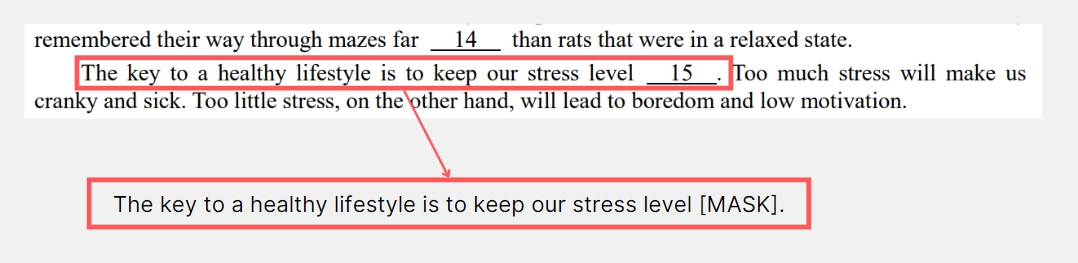 remembered their way through mazes far 14 than rats that were in a relaxed state.
The key to a healthy lifestyle is to keep our stress level 15. Too much stress will make us
cranky and sick. Too little stress, on the other hand, will lead to boredom and low motivation.
The key to a healthy lifestyle is to keep our stress level [MASK].